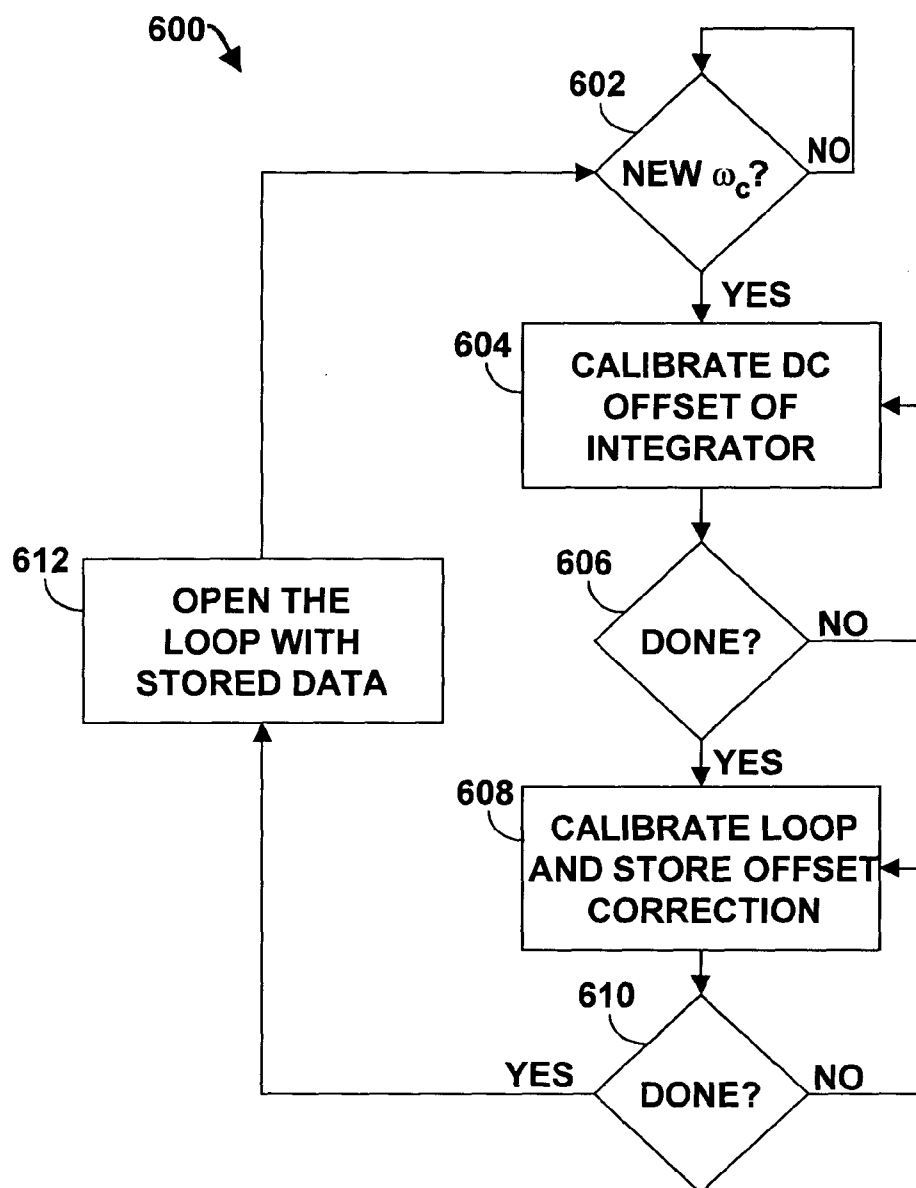 600
602
NEW ωc?
NO
YES
604
CALIBRATE DC
OFFSET OF
INTEGRATOR
612
OPEN THE
LOOP WITH
STORED DATA
606
DONE?
NO
YES
608
CALIBRATE LOOP
AND STORE OFFSET
CORRECTION
610
YES
DONE?
NO